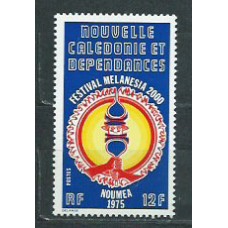 NOUVELLE
CALEDONIE ET
DEPENDANCES
FESTIVAL MELANESIA 2000
NOUMEA
1975
POSTES
RF 12F